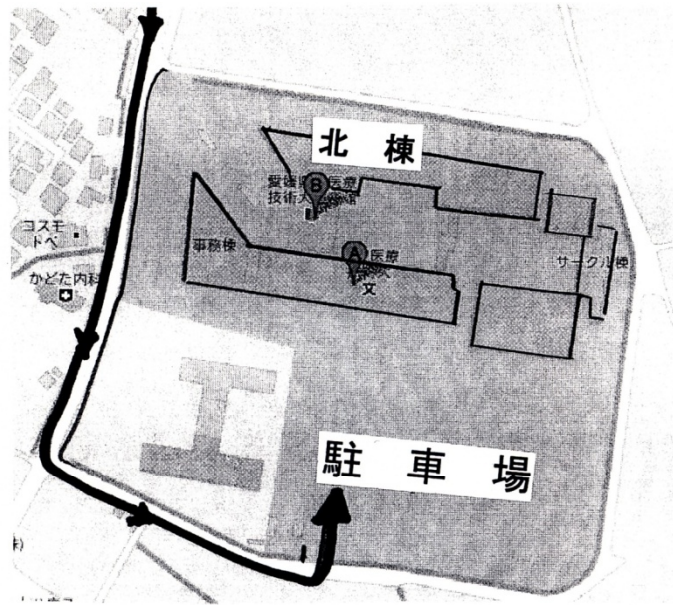 北 棟
愛媛県
B
医療
技術大
コスモ
ドベ
事務棟
A
医療
サークル棟
かどた内科
文
駐 車 場